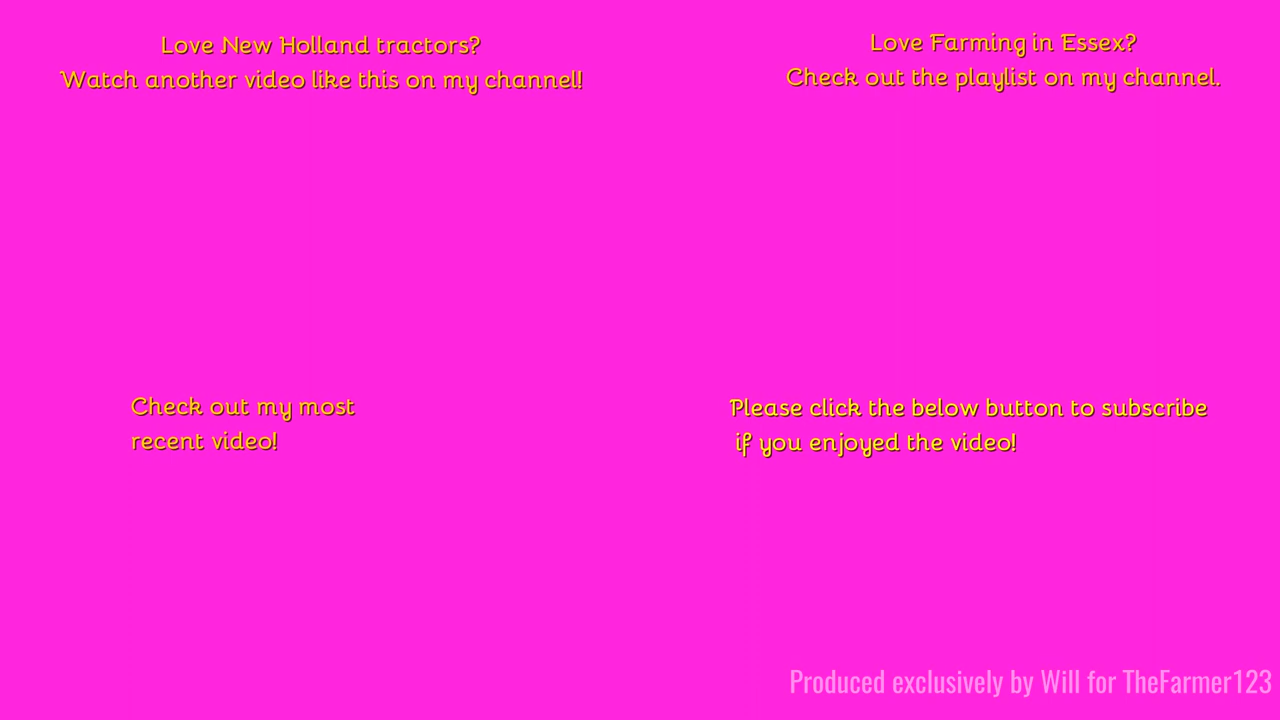 Love New Holland tractors?
Watch another video like this on my channel!
Love Farming in Essex?
Check out the playlist on my channel.
Check out my most
recent video!
Please click the below button to subscribe
if you enjoyed the video!
Produced exclusively by Will for TheFarmer123